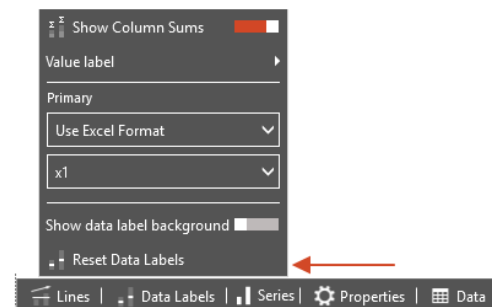 Show Column Sums
Value label
Primary
Use Excel Format
x1
Show data label background
Reset Data Labels
Lines | Data Labels | Series | Properties | Data